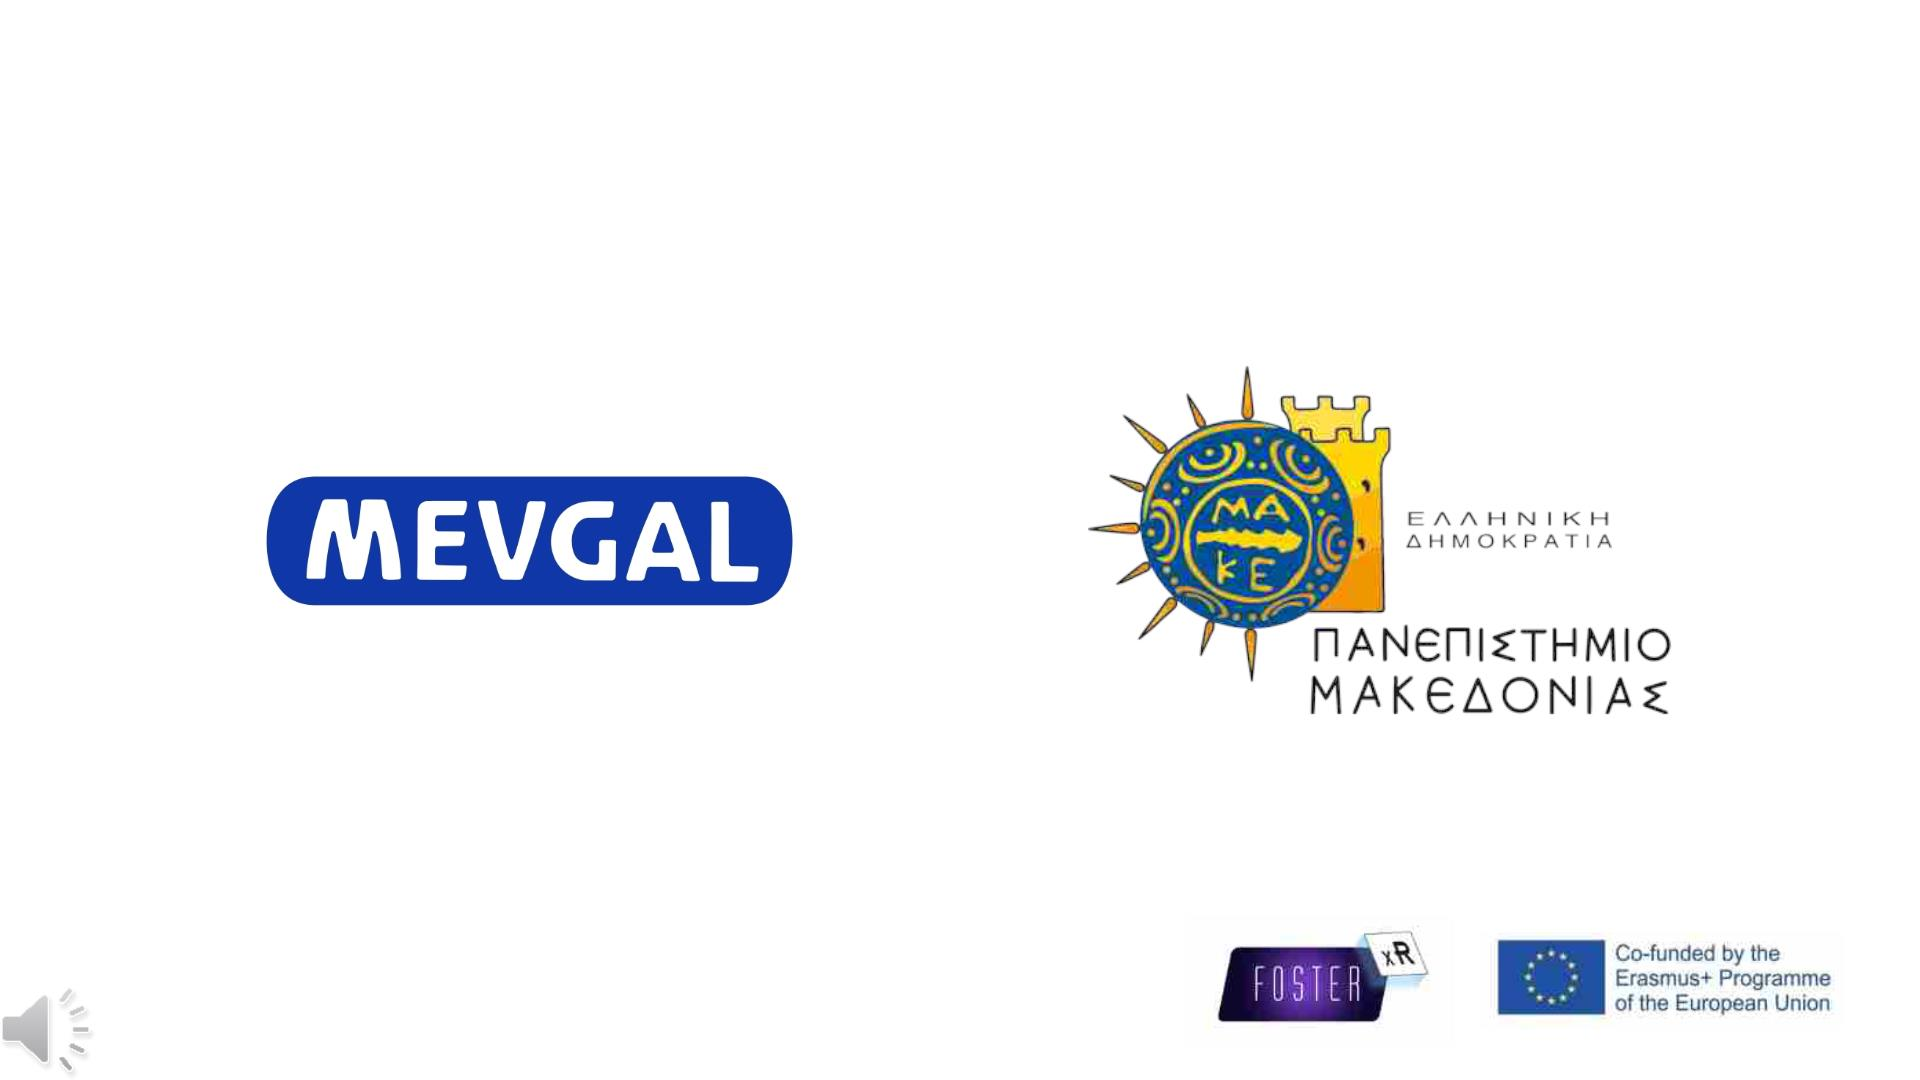 MEVGAL
ΜΑ
ΚΕ
ΕΛΛΗΝΙΚΗ
ΔΗΜΟΚΡΑΤΙΑ
ΠΑΝΕΠΙΣΤΗΜΙΟ
ΜΑΚΕΔΟΝΙΑΣ
FOSTER
xR
Co-funded by the
Erasmus+ Programme
of the European Union